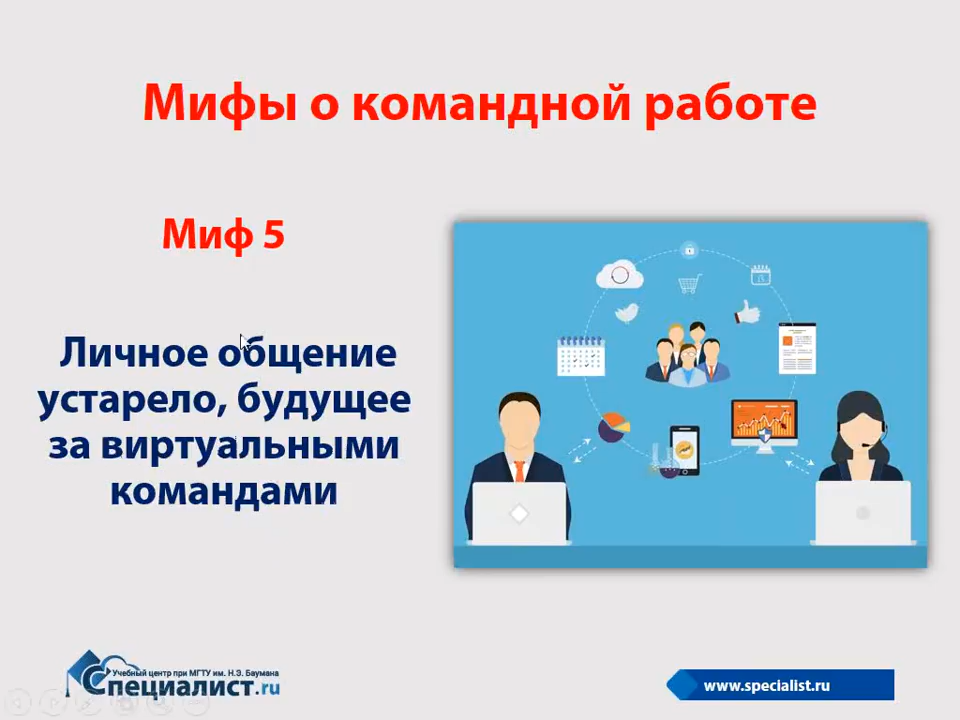 Мифы о командной работе
Миф 5
Личное общение
устарело, будущее
за виртуальными
командами
Учебный центр при МГТУ им. Н.Э. Баумана
Специалист.ru
www.specialist.ru